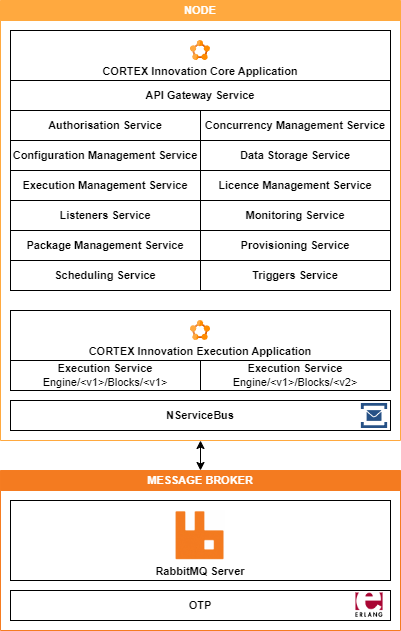 NODE
CORTEX Innovation Core Application
API Gateway Service
Authorisation Service
Concurrency Management Service
Configuration Management Service
Data Storage Service
Execution Management Service
Licence Management Service
Listeners Service
Monitoring Service
Package Management Service
Provisioning Service
Scheduling Service
Triggers Service
CORTEX Innovation Execution Application
Execution Service
Engine/<v1>/Blocks/<v1>
Execution Service
Engine/<v1>/Blocks/<v2>
NServiceBus
MESSAGE BROKER
RabbitMQ Server
OTP
e
ERLANG